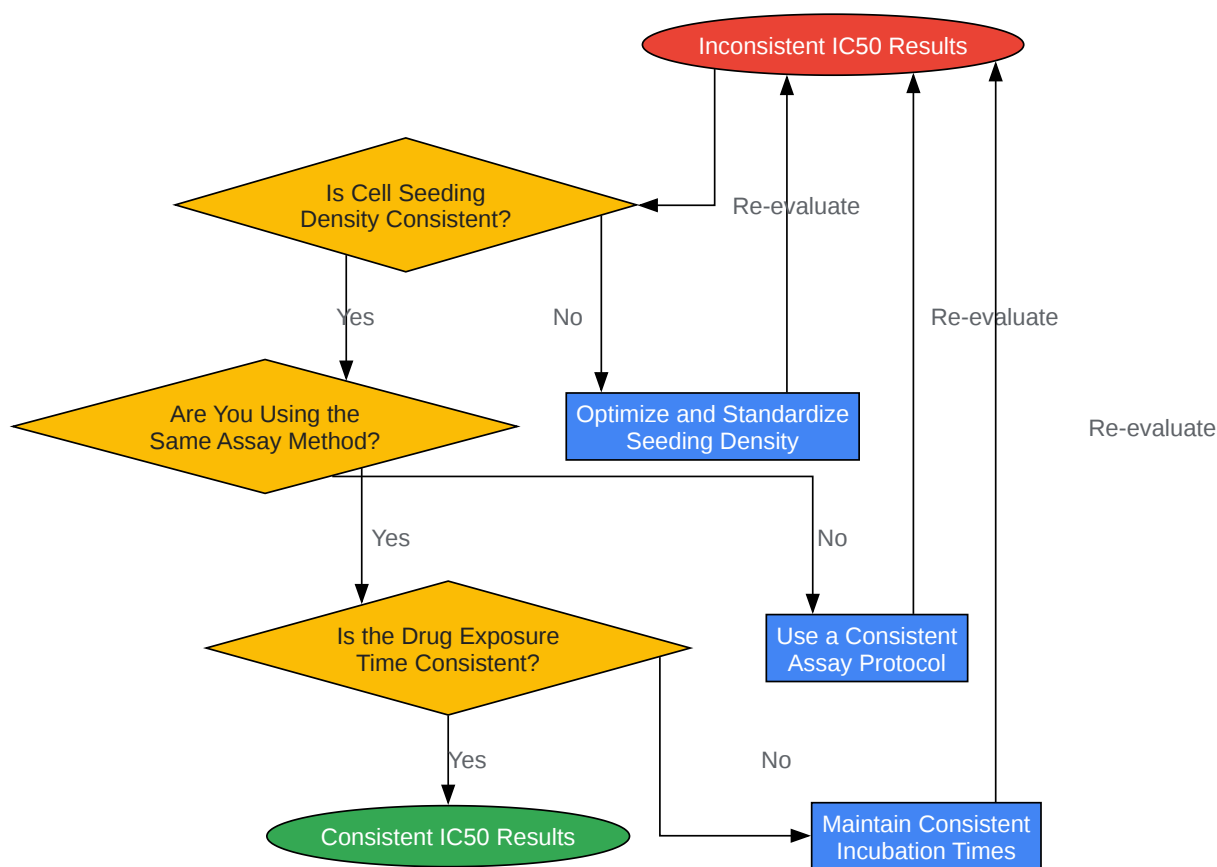 Inconsistent IC50 Results
Is Cell Seeding
Density Consistent?
Re-evaluate
Yes
No
Re-evaluate
Are You Using the
Same Assay Method?
Optimize and Standardize
Seeding Density
Re-evaluate
Yes
No
Is the Drug Exposure
Time Consistent?
Use a Consistent
Assay Protocol
Yes
No
Consistent IC50 Results
Maintain Consistent
Incubation Times